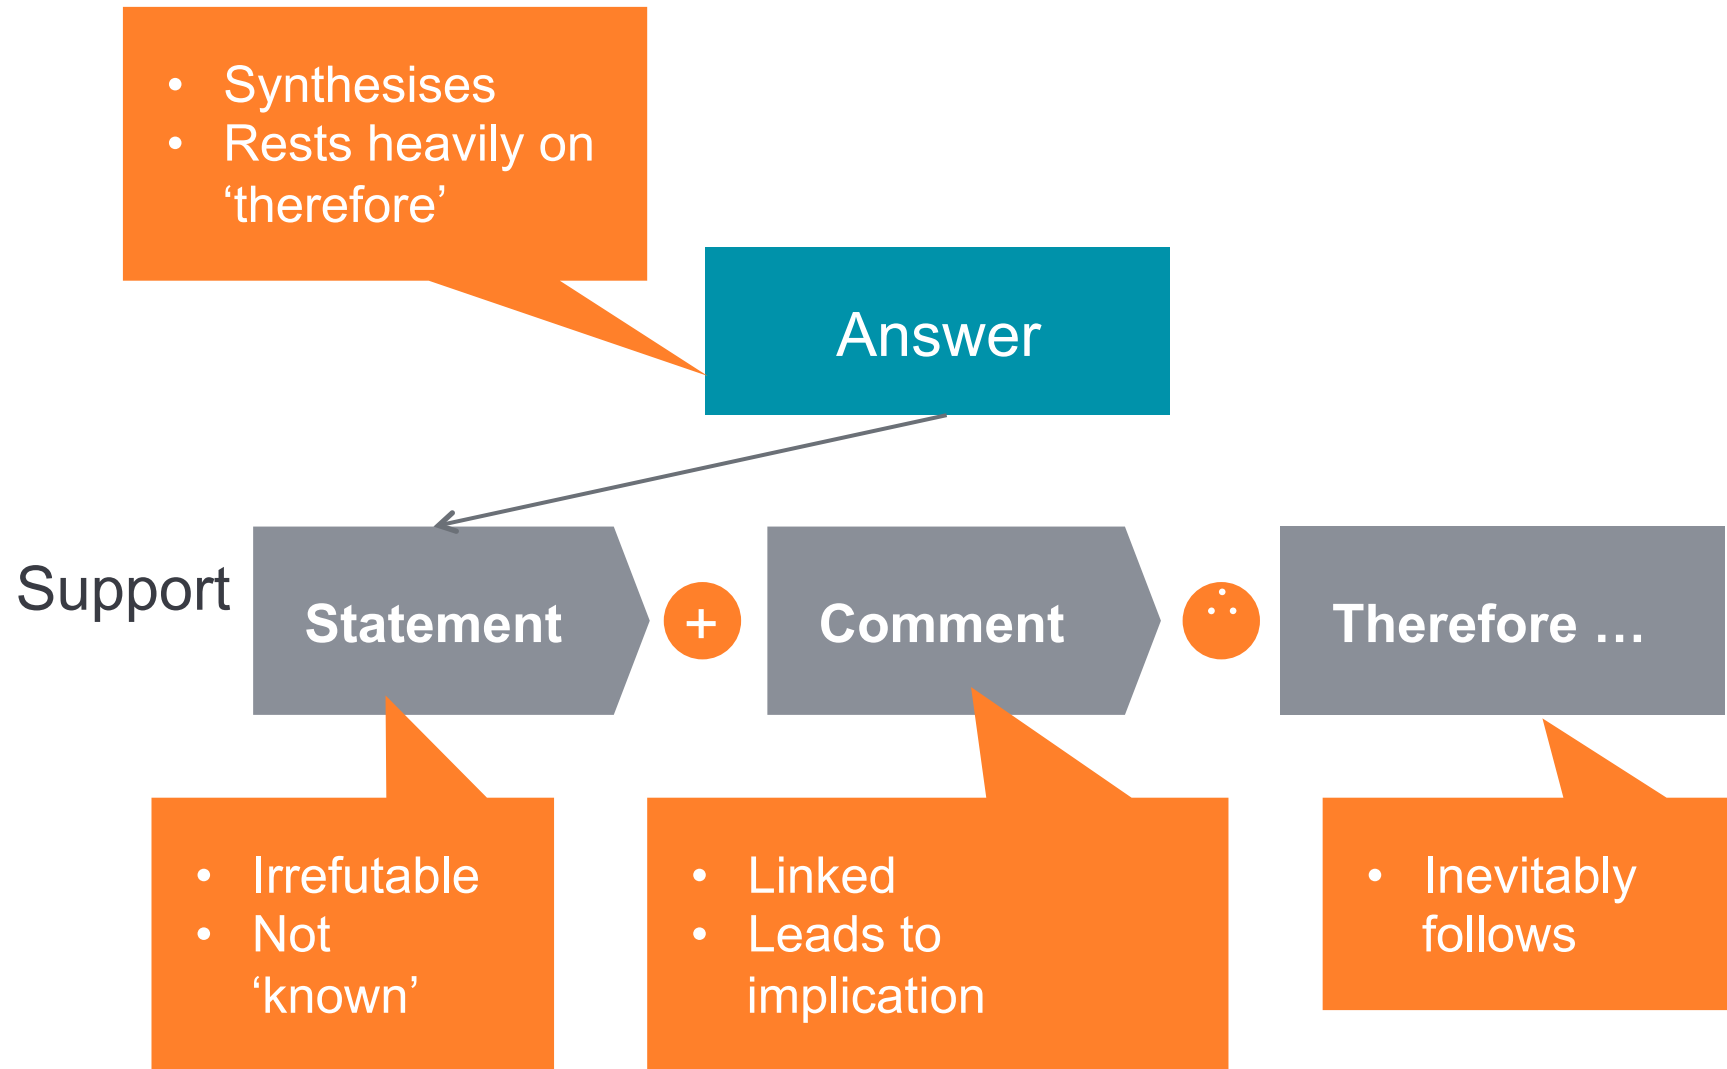 • Synthesises
• Rests heavily on
‘therefore’
Answer
Support
Statement
+
Comment
∴
Therefore …
• Irrefutable
• Not
‘known’
• Linked
• Leads to
implication
• Inevitably
follows